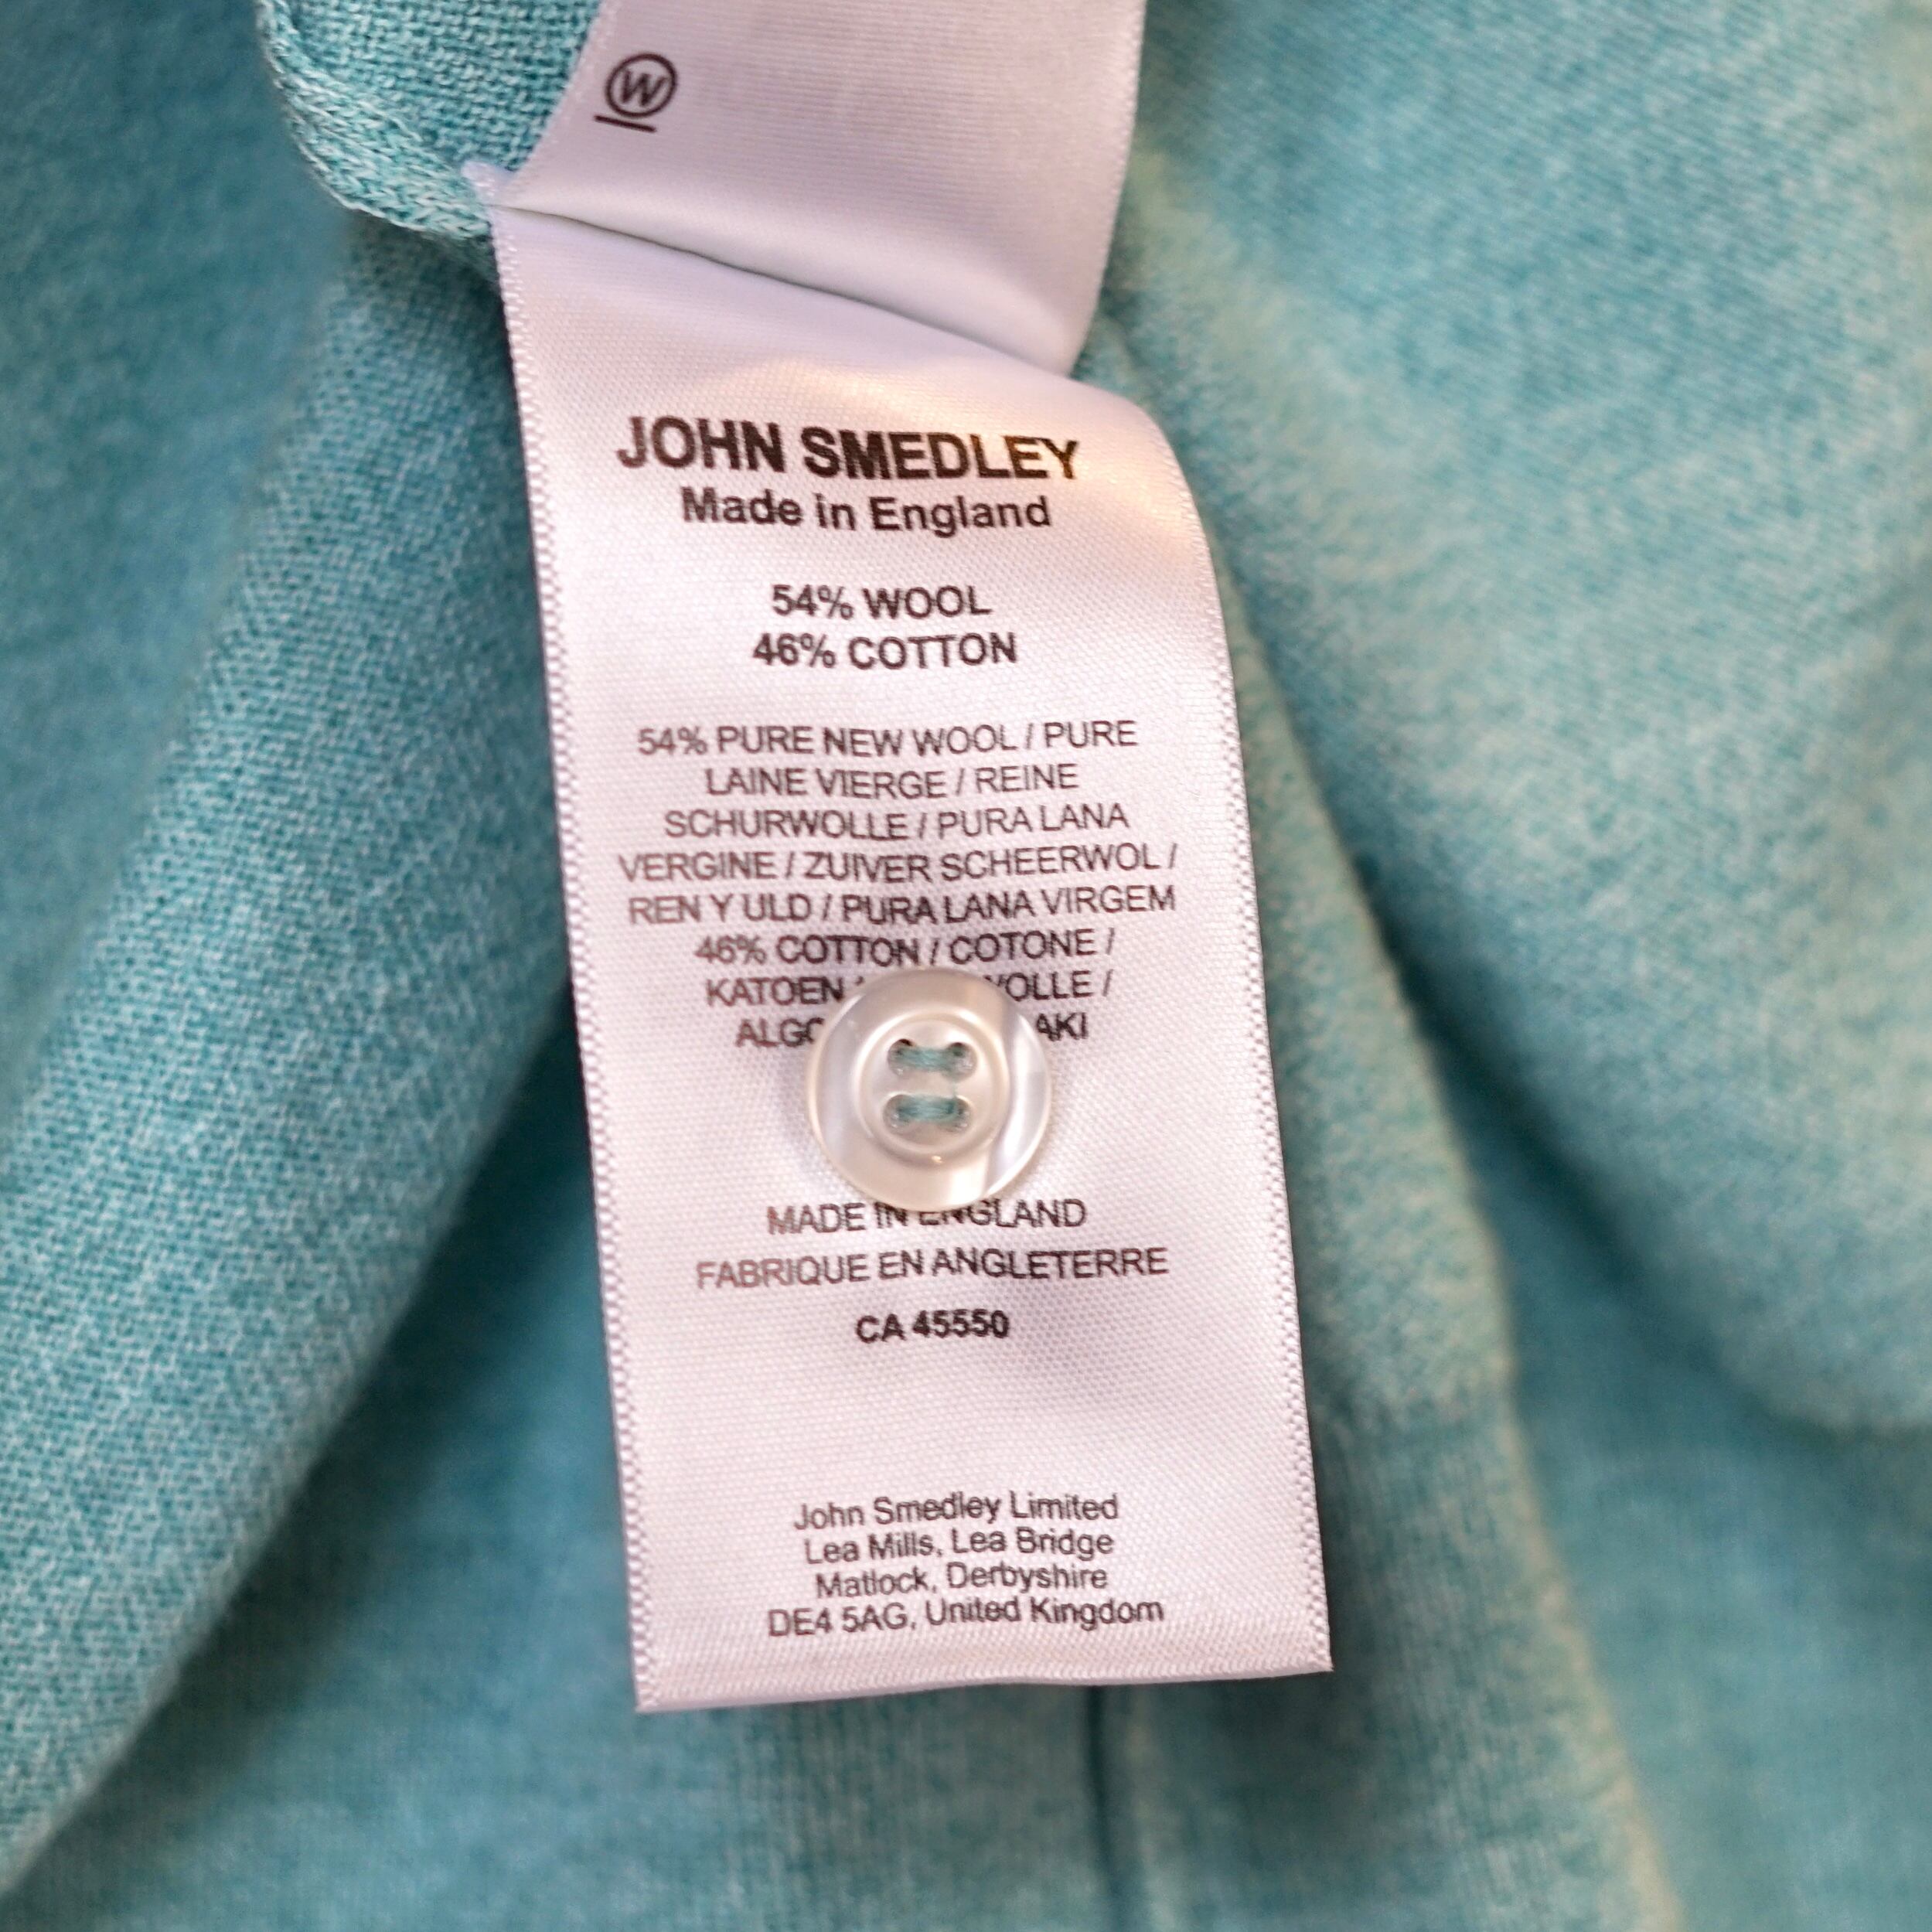 W
JOHN SMEDLEY
Made in England
54% WOOL
46% COTTON
54% PURE NEW WOOL / PURE
LAINE VIERGE / REINE
SCHURWOLLE / PURA LANA
VERGINE / ZUIVER SCHEERWOL /
REN Y ULD / PURA LANA VIRGEM
46% COTTON / COTONE /
KATOEN /
MADE IN ENGLAND
FABRIQUE EN ANGLETERRE
CA 45550
John Smedley Limited
Lea Mills, Lea Bridge
Matlock, Derbyshire
DE4 5AG, United Kingdom